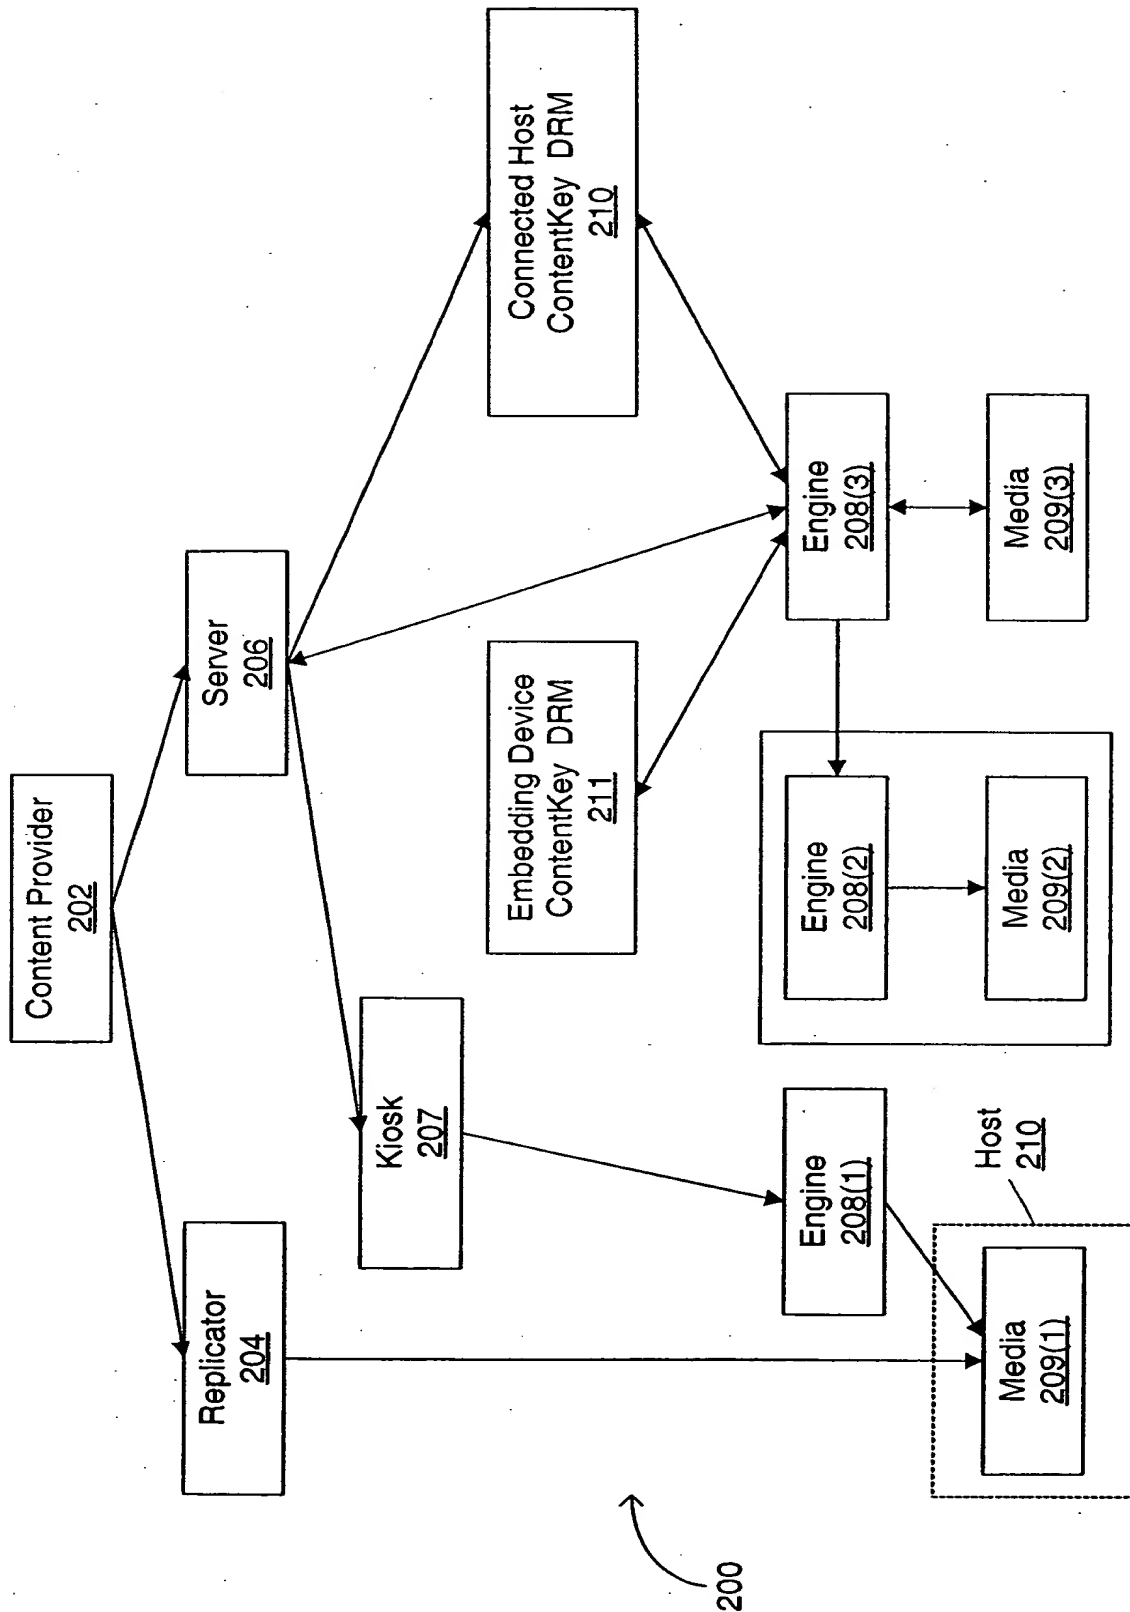 Content Provider
202
Replicator
204
Server
206
Kiosk
207
Embedding Device
ContentKey DRM
211
Connected Host
ContentKey DRM
210
Engine
208(1)
Engine
208(2)
Engine
208(3)
Host
210
Media
209(1)
Media
209(2)
Media
209(3)
200